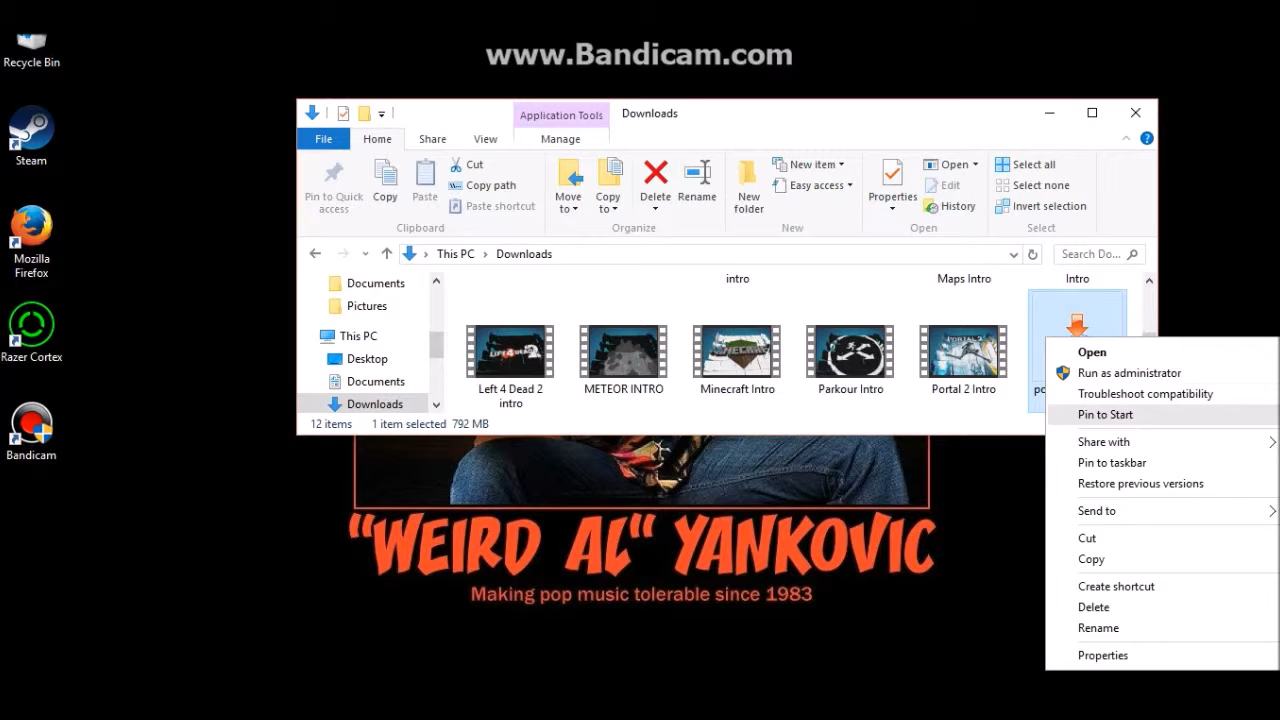 www.Bandicam.com
Recycle Bin
Steam
Mozilla
Firefox
Razer Cortex
Bandicam
Application Tools
Downloads
File
Home
Share
View
Manage
Pin to Quick
access
Copy
Paste
Cut
Copy path
Paste shortcut
Clipboard
Move
to
Copy
to
Delete
Rename
Organize
New
folder
New item
Easy access
New
Properties
Open
Edit
History
Open
Select all
Select none
Invert selection
Select
This PC
Downloads
Search Do...
Documents
Pictures
This PC
Desktop
Documents
Downloads
intro
Maps Intro
Intro
Left 4 Dead 2
intro
METEOR INTRO
Minecraft Intro
Parkour Intro
Portal 2 Intro
12 items
1 item selected 792 MB
Open
Run as administrator
Troubleshoot compatibility
Pin to Start
Share with
Pin to taskbar
Restore previous versions
Send to
Cut
Copy
Create shortcut
Delete
Rename
Properties
"WEIRD AL" YANKOVIC
Making pop music tolerable since 1983